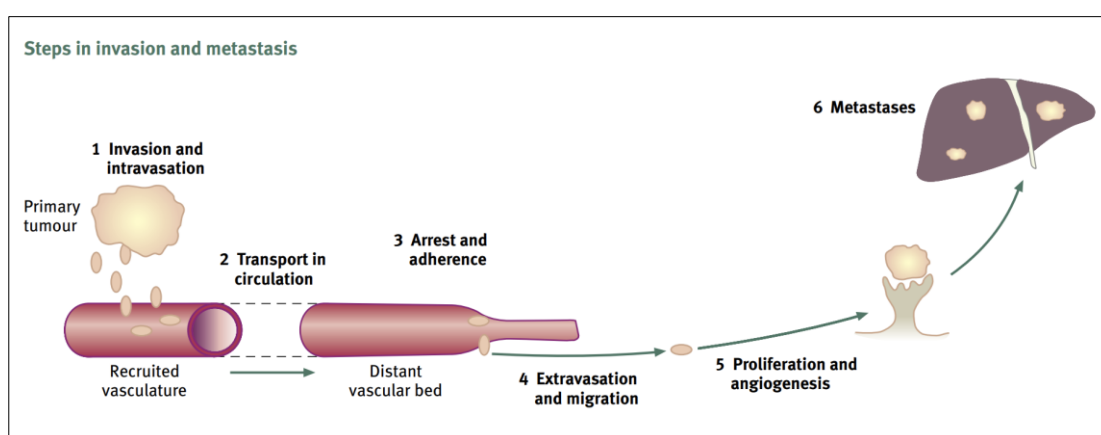 Steps in invasion and metastasis
1 Invasion and
intravasation
Primary
tumour
2 Transport in
circulation
3 Arrest and
adherence
Recruited
vasculature
Distant
vascular bed
4 Extravasation
and migration
5 Proliferation and
angiogenesis
6 Metastases